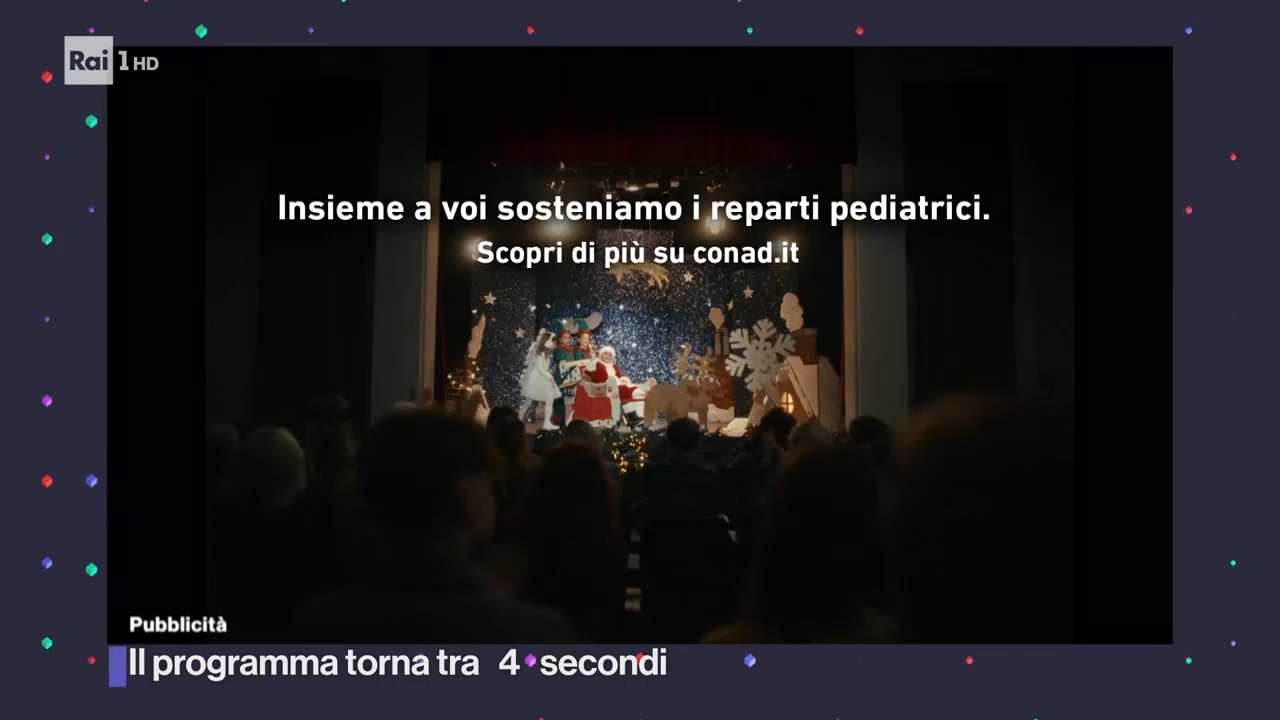 Rai 1 HD
Insieme a voi sosteniamo i reparti pediatrici.
Scopri di più su conad.it
Pubblicità
Il programma torna tra 4 secondi